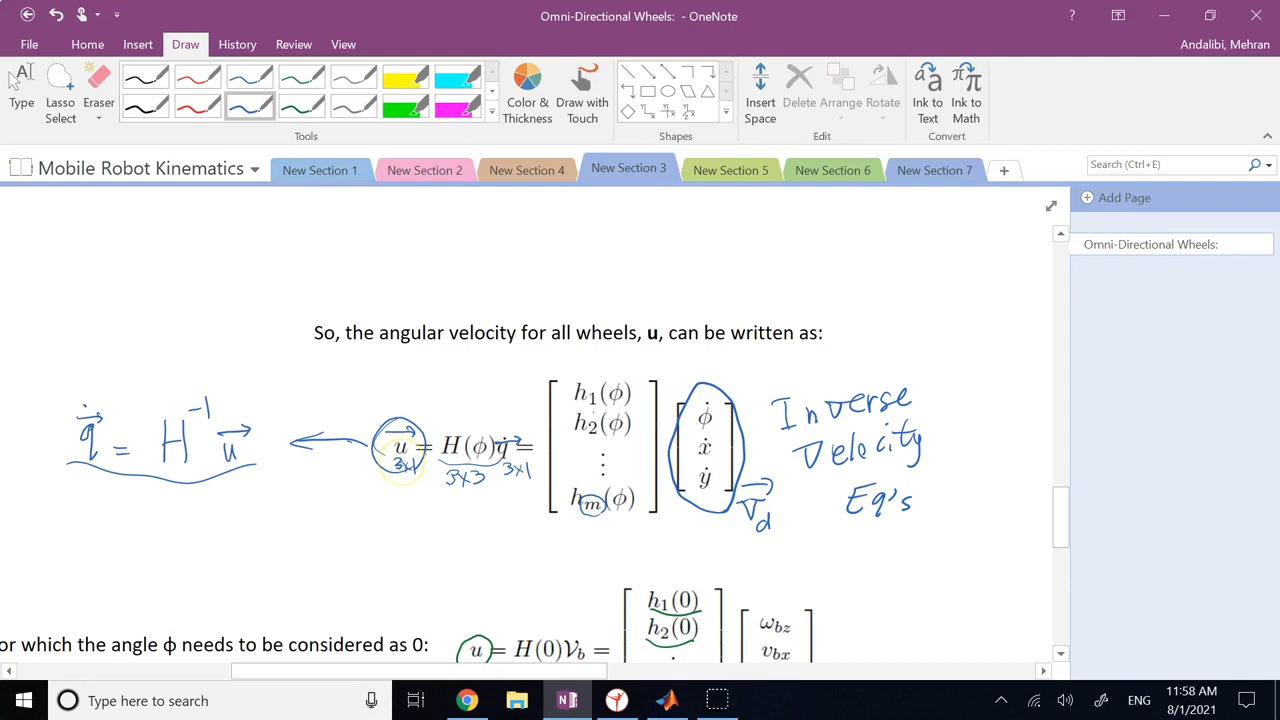 Omni-Directional Wheels: - OneNote
File Home Insert Draw History Review View
Andalibi, Mehran
Type
Lasso Select
Eraser
Color & Thickness
Draw with Touch
Insert Space
Delete
Arrange
Rotate
Ink to Text
Ink to Math
Tools
Shapes
Edit
Convert
Mobile Robot Kinematics
New Section 1
New Section 2
New Section 4
New Section 3
New Section 5
New Section 6
New Section 7
Search (Ctrl+E)
Add Page
Omni-Directional Wheels:
So, the angular velocity for all wheels, u, can be written as:
q̇ = H⁻¹ u
u = H(ϕ)q̇ = [ h₁(ϕ) h₂(ϕ) ⋮ hₘ(ϕ) ] [ ϕ̇ ẋ ẏ ]
3x1 3x3 3x1
V_d
Inverse
Velocity
Eq's
or which the angle ϕ needs to be considered as 0:
u = H(0)𝒱_b = [ h₁(0) h₂(0) [ ω_bz v_bx
Type here to search
ENG
11:58 AM
8/1/2021